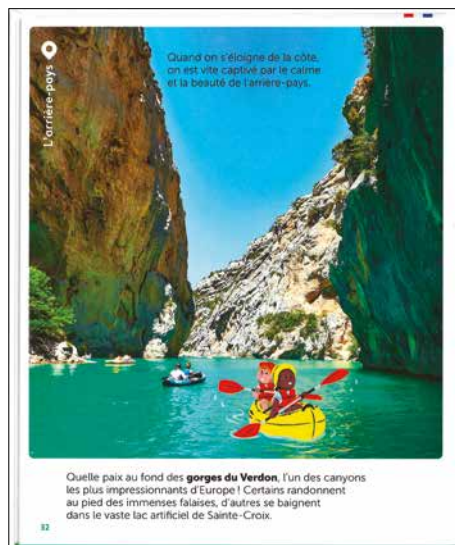 L'arrière-pays
Quand on s'éloigne de la côte,
on est vite captivé par le calme
et la beauté de l'arrière-pays.
Quelle paix au fond des gorges du Verdon, l'un des canyons
les plus impressionnants d'Europe ! Certains randonnent
au pied des immenses falaises, d'autres se baignent
dans le vaste lac artificiel de Sainte-Croix.
32